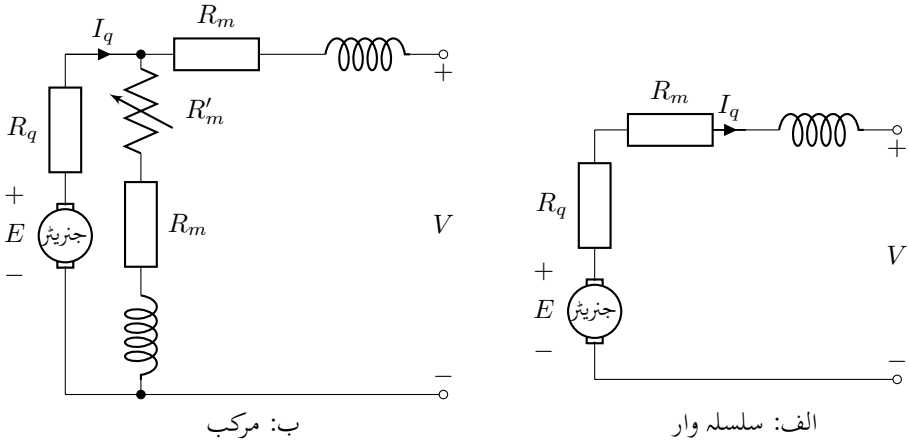 I_q
R_m
+
R'_m
R_q
+
E
−
جنریٹر
R_m
V
−
ب: مرکب
R_m
I_q
+
R_q
+
E
−
جنریٹر
V
−
الف: سلسلہ وار